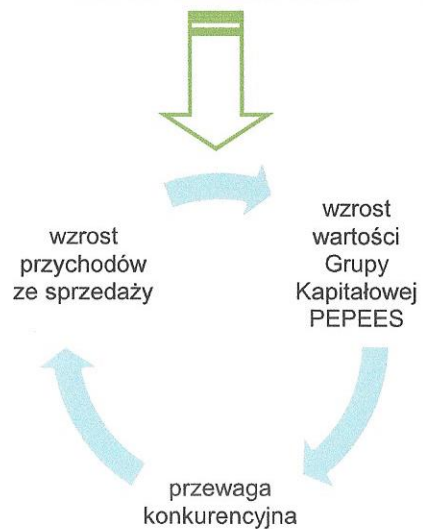 wzrost
przychodów
ze sprzedaży
wzrost
wartości
Grupy
Kapitałowej
PEPEES
przewaga
konkurencyjna